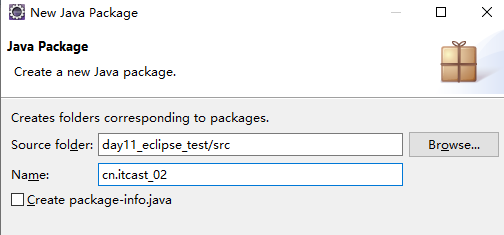 New Java Package
Java Package
Create a new Java package.
Creates folders corresponding to packages.
Source folder: day11_eclipse_test/src Browse...
Name: cn.itcast_02
Create package-info.java